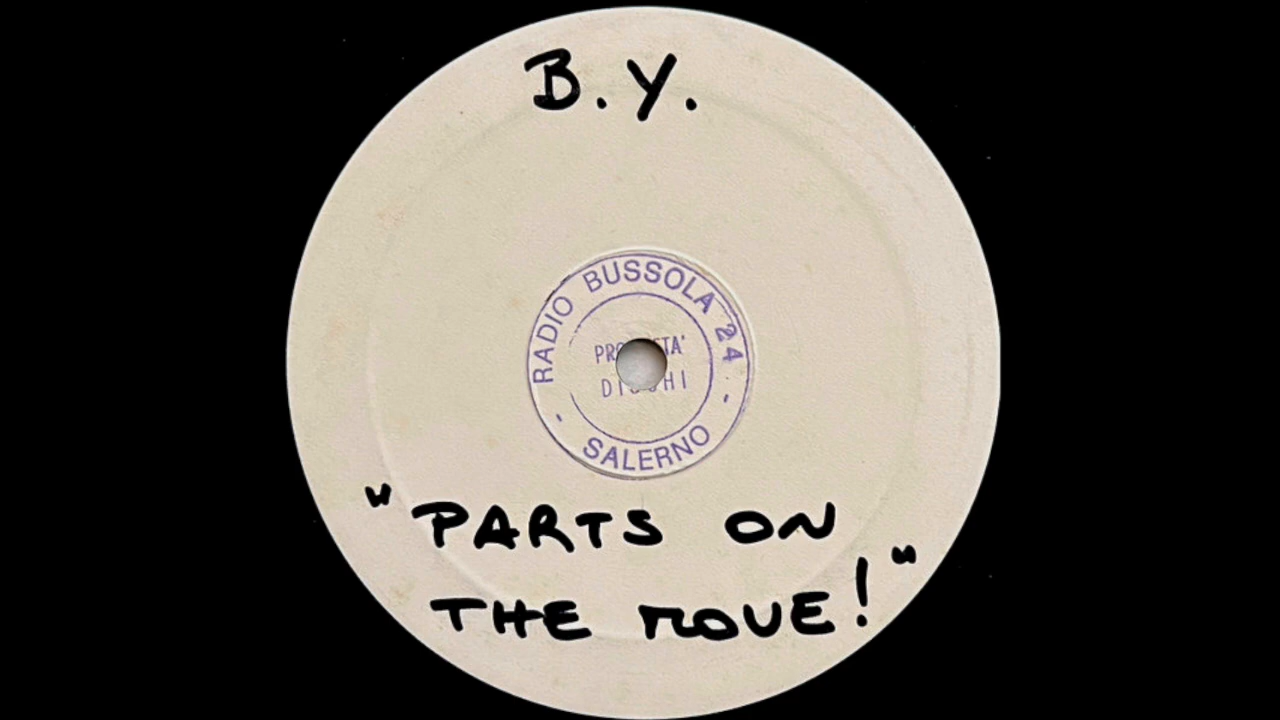 B.Y.
RADIO BUSSOLA 24
- SALERNO -
"PARTS ON
THE MOVE!"